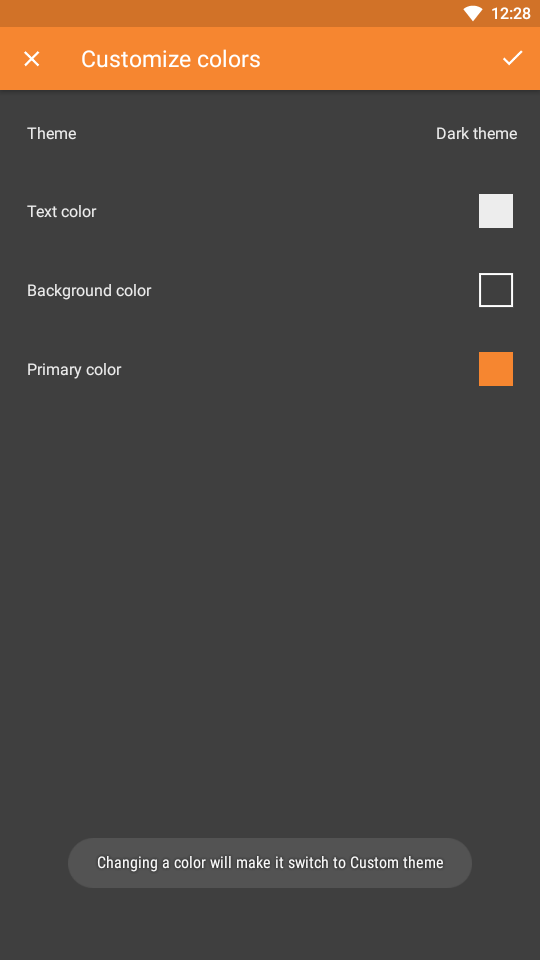 12:28
Customize colors
Theme
Dark theme
Text color
Background color
Primary color
Changing a color will make it switch to Custom theme